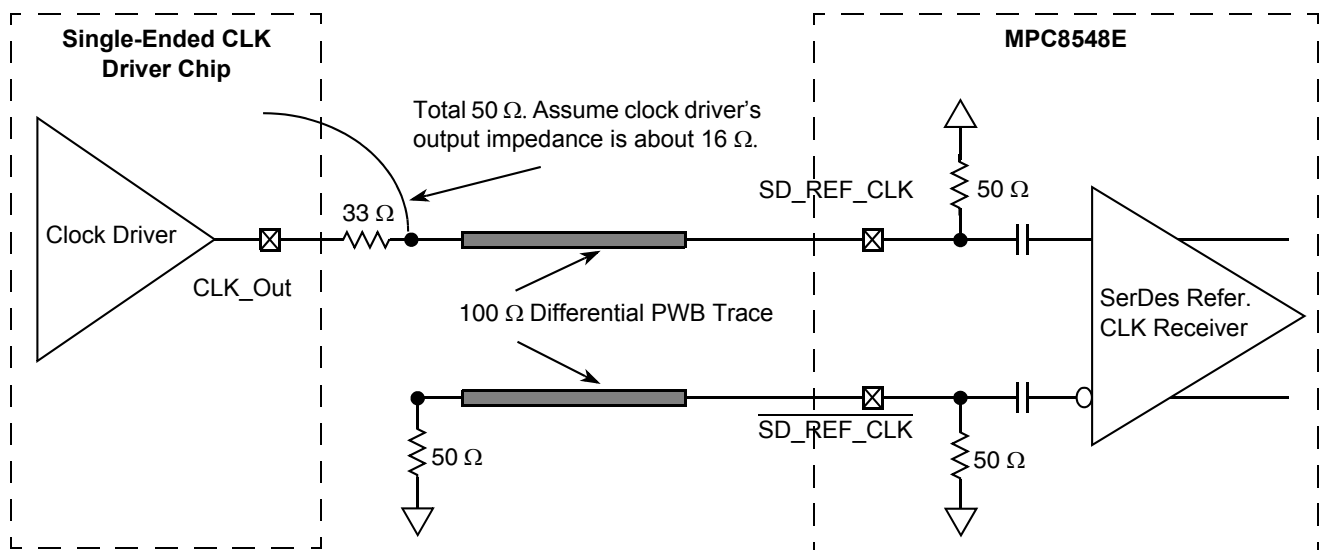 Single-Ended CLK
Driver Chip
MPC8548E
Total 50 Ω. Assume clock driver's
output impedance is about 16 Ω.
SD_REF_CLK
50 Ω
33 Ω
Clock Driver
CLK_Out
SerDes Refer.
CLK Receiver
100 Ω Differential PWB Trace
SD_REF_CLK
50 Ω
50 Ω